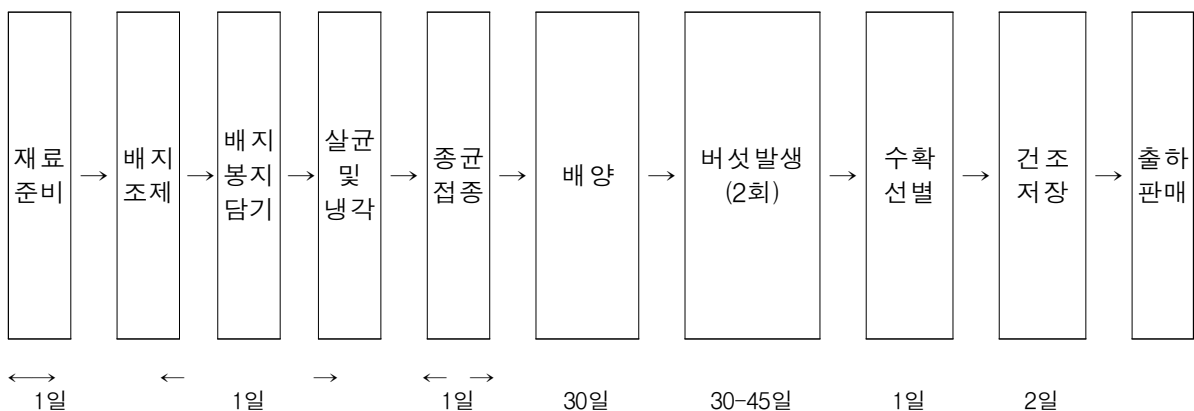 재료
준비
→
배지
조제
→
배지
봉지
담기
→
살균
및
냉각
→
종균
접종
→
배양
→
버섯발생
(2회)
→
수확
선별
→
건조
저장
→
출하
판매
1일
1일
1일
30일
30-45일
1일
2일